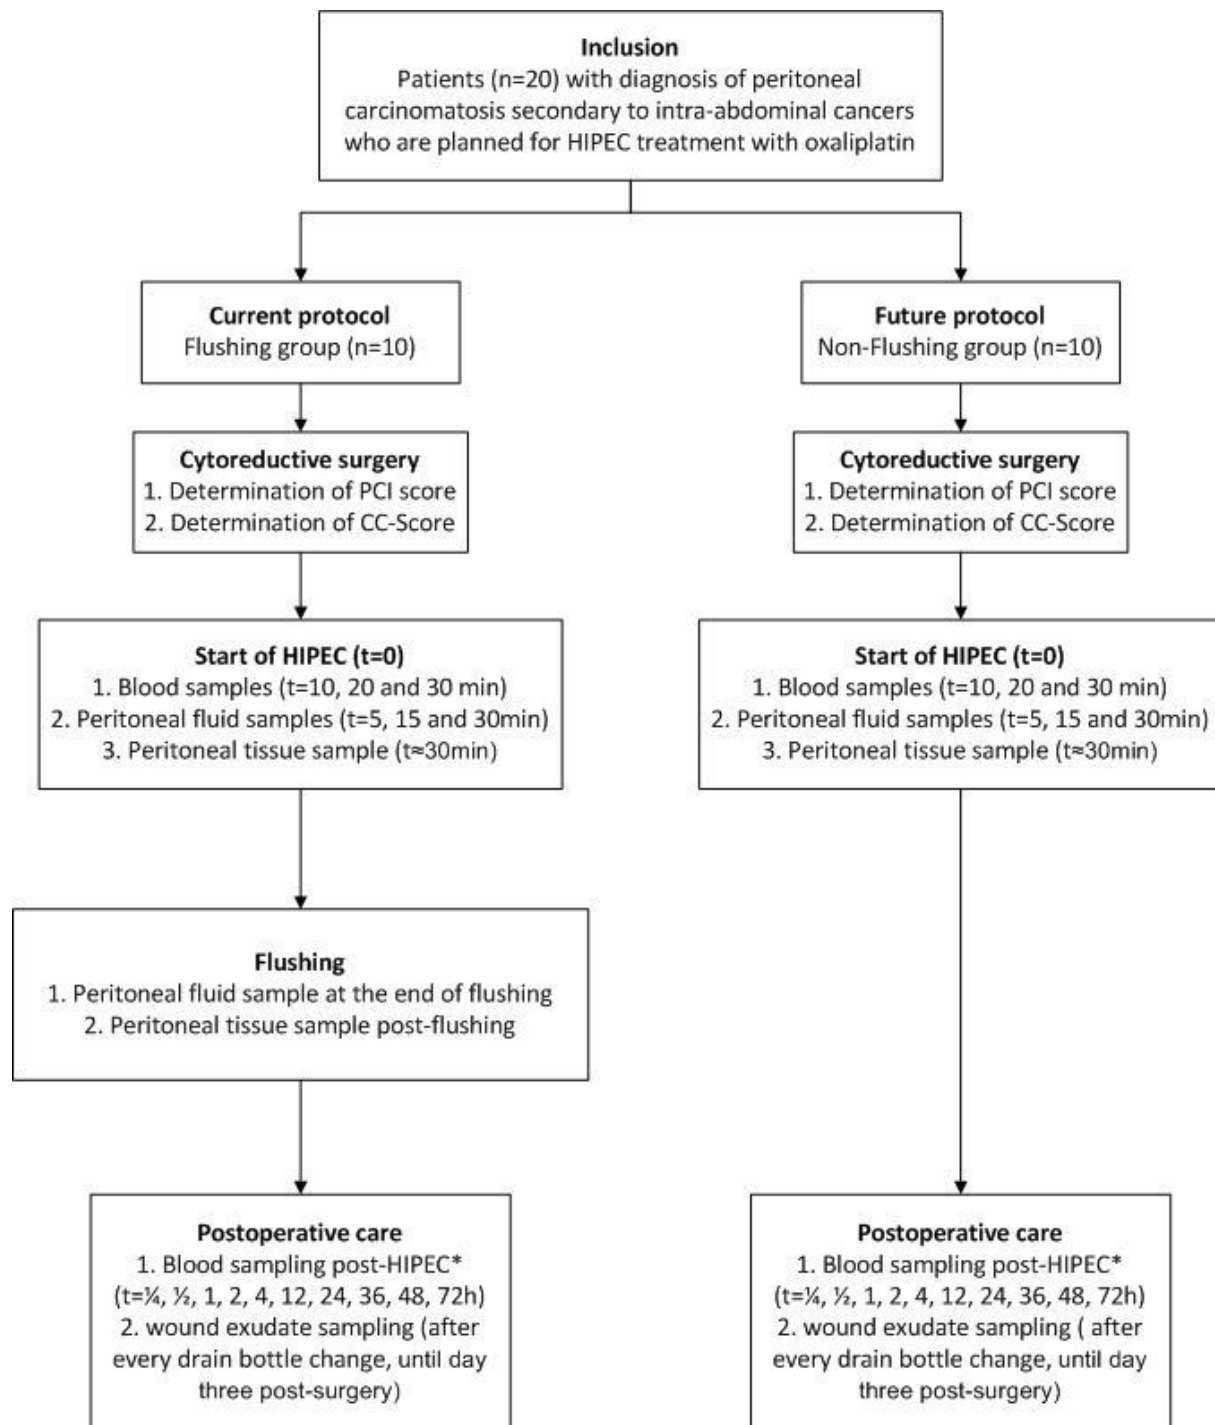 Inclusion
Patients (n=20) with diagnosis of peritoneal
carcinomatosis secondary to intra-abdominal cancers
who are planned for HIPEC treatment with oxaliplatin
Current protocol
Flushing group (n=10)
Future protocol
Non-Flushing group (n=10)
Cytoreductive surgery
1. Determination of PCI score
2. Determination of CC-Score
Cytoreductive surgery
1. Determination of PCI score
2. Determination of CC-Score
Start of HIPEC (t=0)
1. Blood samples (t=10, 20 and 30 min)
2. Peritoneal fluid samples (t=5, 15 and 30min)
3. Peritoneal tissue sample (t≈30min)
Start of HIPEC (t=0)
1. Blood samples (t=10, 20 and 30 min)
2. Peritoneal fluid samples (t=5, 15 and 30min)
3. Peritoneal tissue sample (t≈30min)
Flushing
1. Peritoneal fluid sample at the end of flushing
2. Peritoneal tissue sample post-flushing
Postoperative care
1. Blood sampling post-HIPEC*
(t=¼, ½, 1, 2, 4, 12, 24, 36, 48, 72h)
2. wound exudate sampling (after
every drain bottle change, until day
three post-surgery)
Postoperative care
1. Blood sampling post-HIPEC*
(t=¼, ½, 1, 2, 4, 12, 24, 36, 48, 72h)
2. wound exudate sampling ( after
every drain bottle change, until day
three post-surgery)